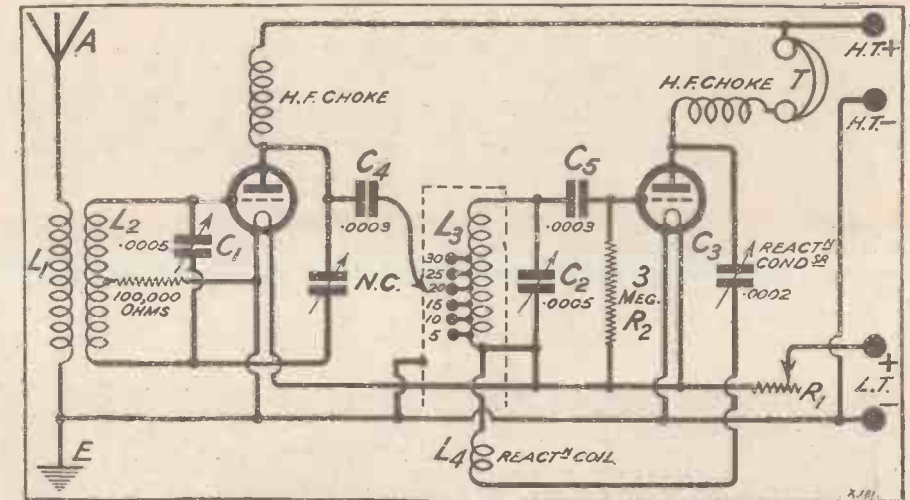 A
H.T.+
H.F. CHOKE
H.F. CHOKE
T
H.T.-
C4
C5
L1
L2
.0005
C1
.0003
L3
.0003
C3
REACTN
CONDSR
.0002
30
25
20
15
10
5
N.C.
C2
.0005
3
MEG.
R2
100,000
OHMS
+
R1
L.T.
-
E
L4
REACTN COIL
X.181.